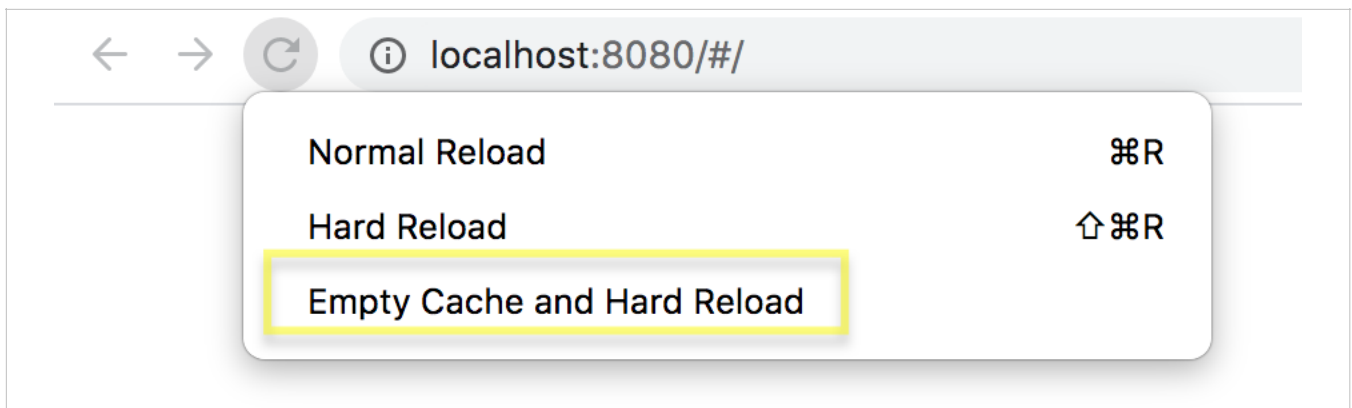 localhost:8080/#/
Normal Reload ⌘R
Hard Reload ⇧⌘R
Empty Cache and Hard Reload